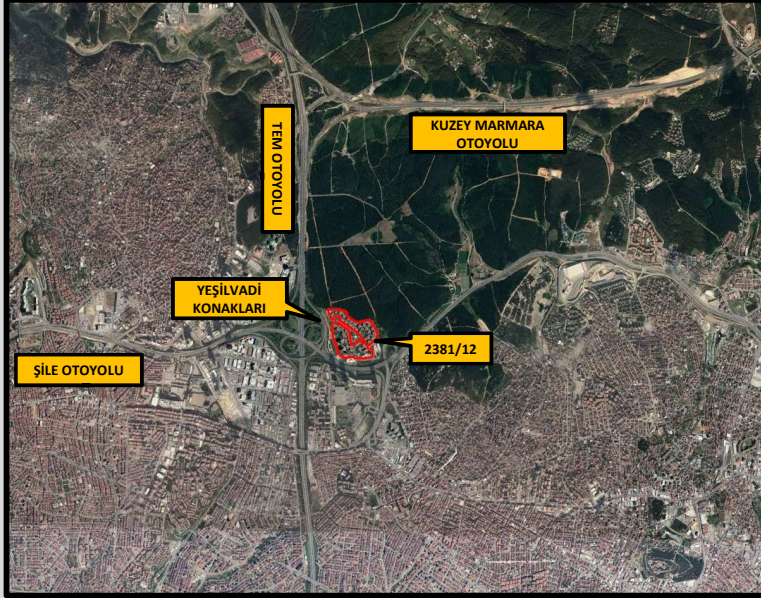 KUZEY MARMARA
OTOYOLU
TEM OTOYOLU
YEŞİLVADİ
KONAKLARI
2381/12
ŞİLE OTOYOLU